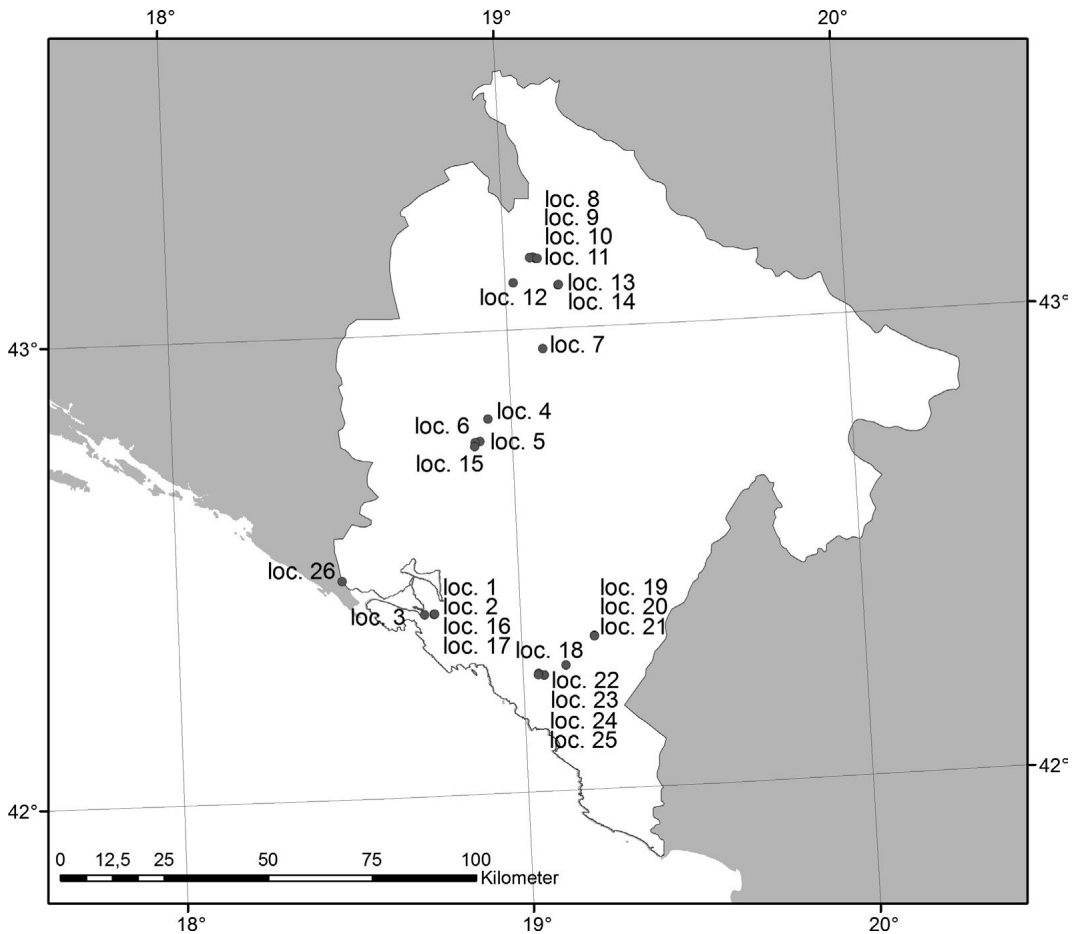 18°
19°
20°
loc. 8
loc. 9
loc. 10
loc. 11
loc. 13
loc. 12
loc. 14
43°
loc. 7
43°
loc. 4
loc. 6
loc. 5
loc. 15
loc. 26
loc. 1
loc. 19
loc. 2
loc. 20
loc. 3
loc. 16
loc. 21
loc. 17
loc. 18
loc. 22
loc. 23
loc. 24
loc. 25
42°
42°
0 12,5 25 50 75 100
Kilometer
18°
19°
20°